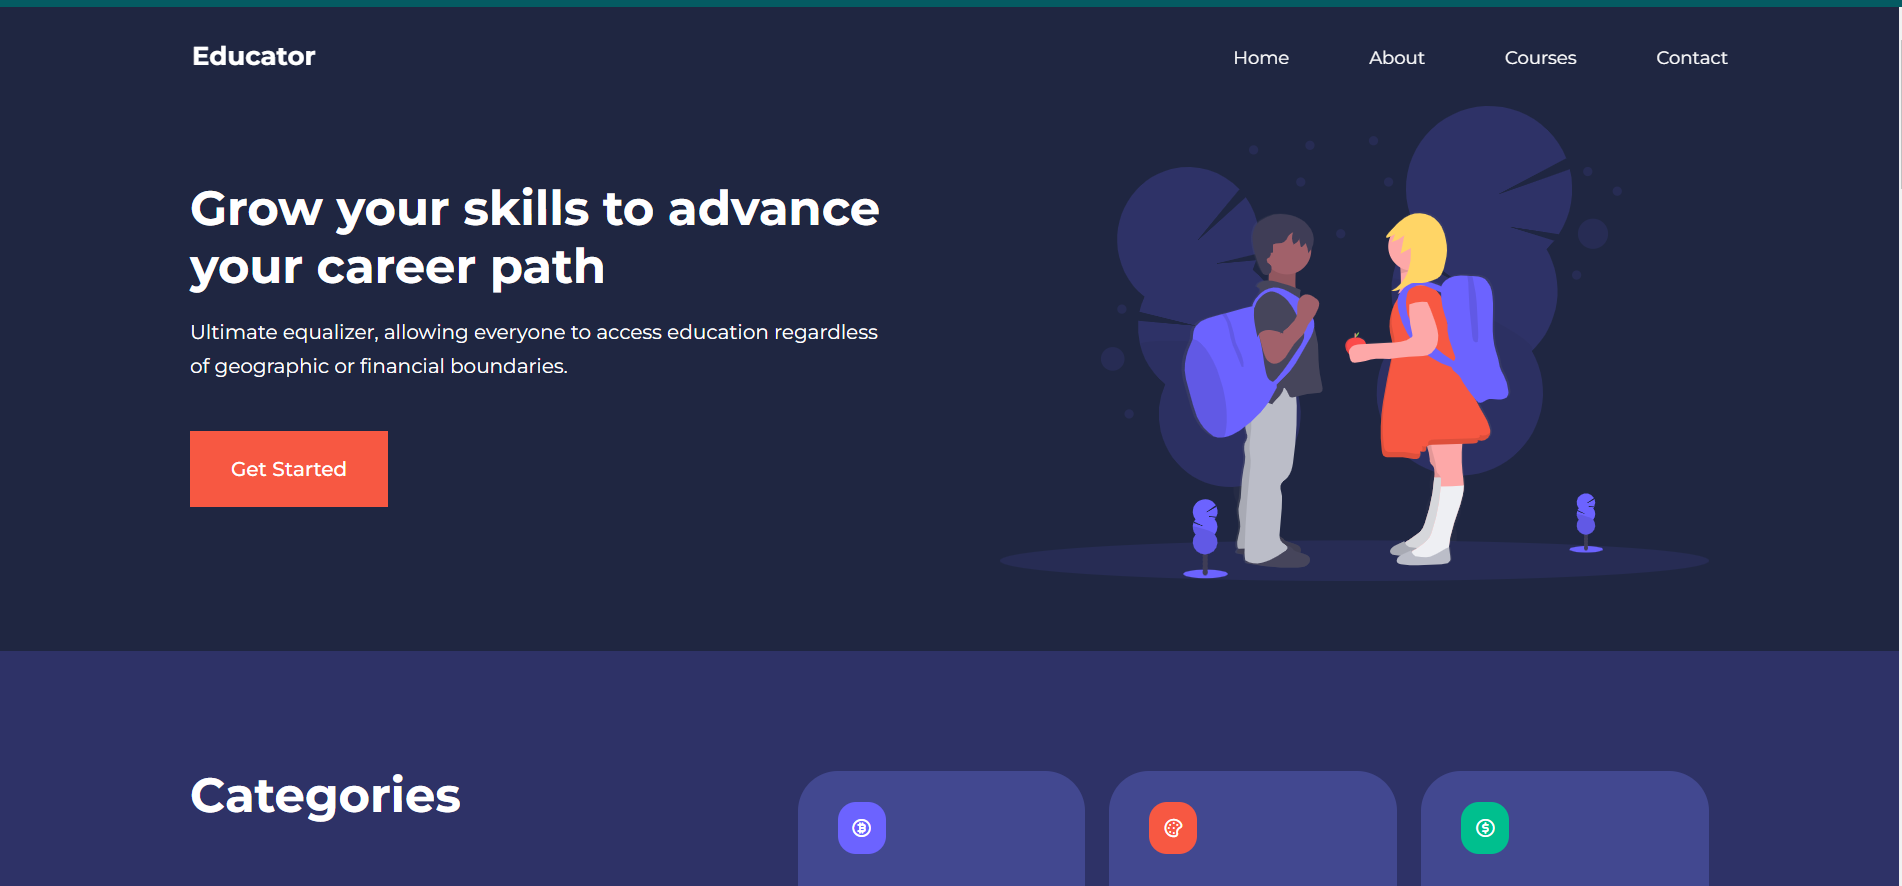 Educator
Home
About
Courses
Contact
Grow your skills to advance
your career path
Ultimate equalizer, allowing everyone to access education regardless
of geographic or financial boundaries.
Get Started
Categories